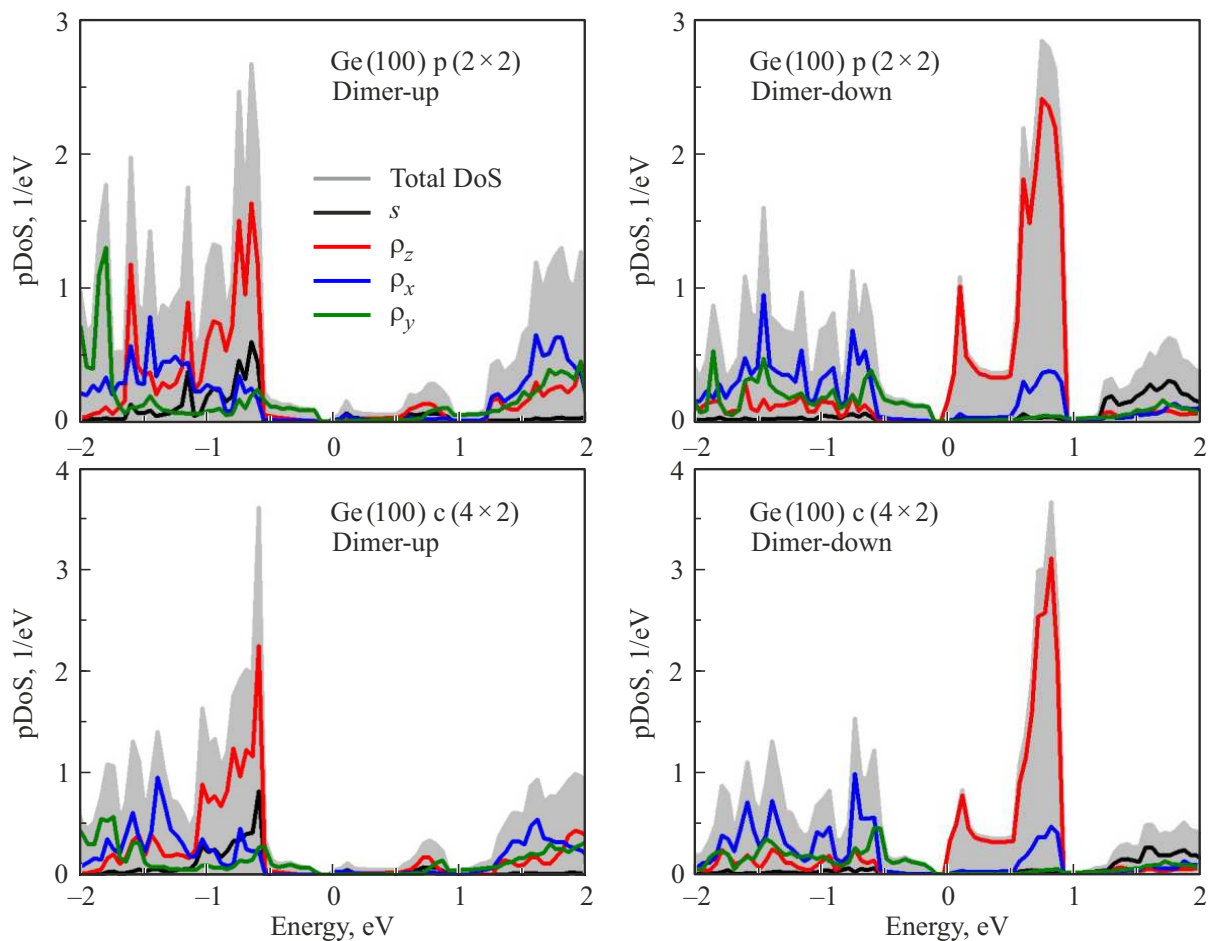 3
2
1
0
pDoS, 1/eV
Ge(100) p(2×2)
Dimer-up
Total DoS
s
ρz
ρx
ρy
−2
−1
0
1
2
3
2
1
0
pDoS, 1/eV
Ge(100) p(2×2)
Dimer-down
−2
−1
0
1
2
4
3
2
1
0
pDoS, 1/eV
Ge(100) c(4×2)
Dimer-up
−2
−1
0
1
2
Energy, eV
4
3
2
1
0
pDoS, 1/eV
Ge(100) c(4×2)
Dimer-down
−2
−1
0
1
2
Energy, eV